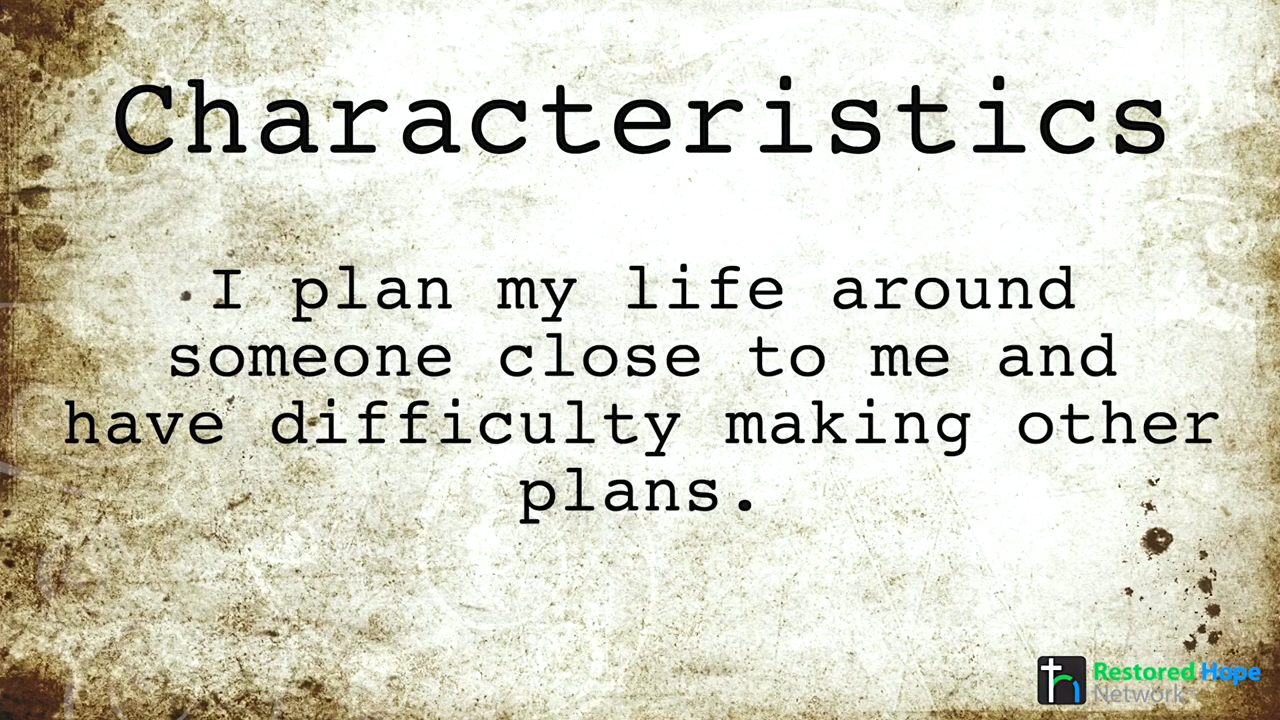 Characteristics
I plan my life around
someone close to me and
have difficulty making other
plans.
Restored Hope
Network